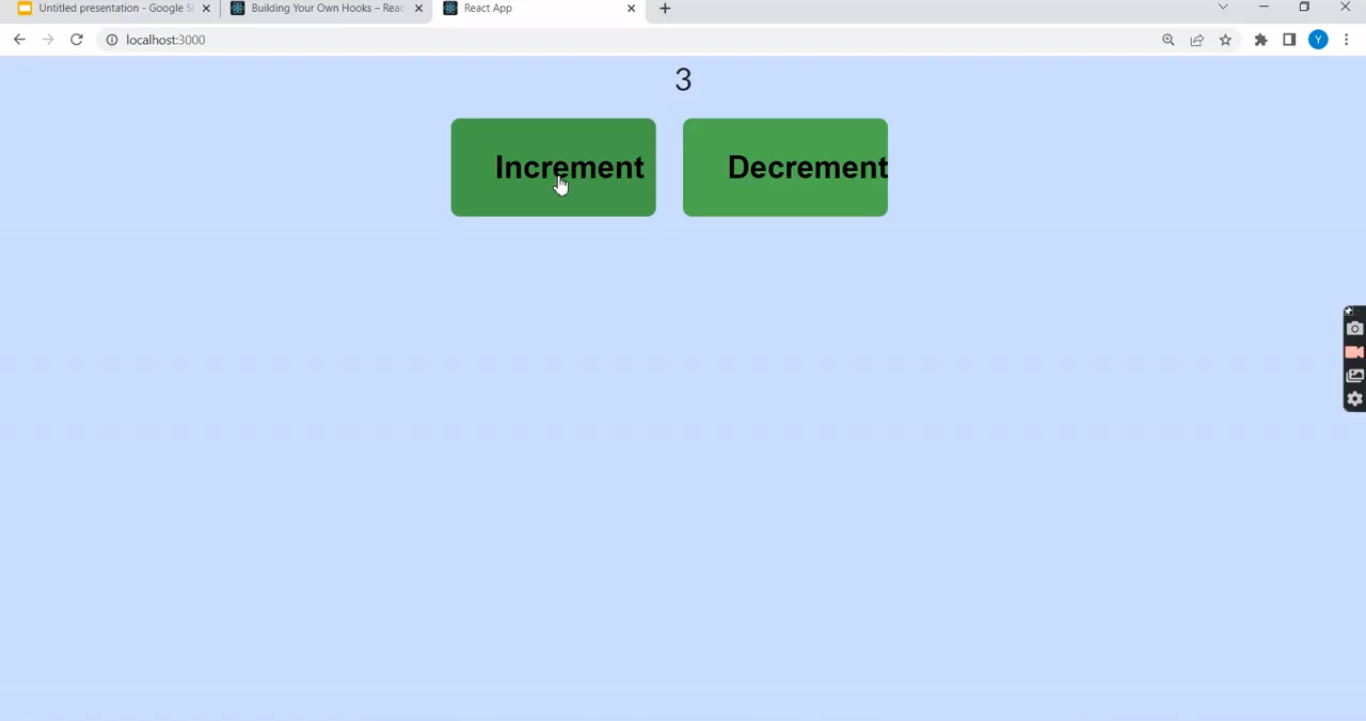 Untitled presentation - Google Sl
Building Your Own Hooks – Reac
React App
localhost:3000
Y
3
Increment
Decrement